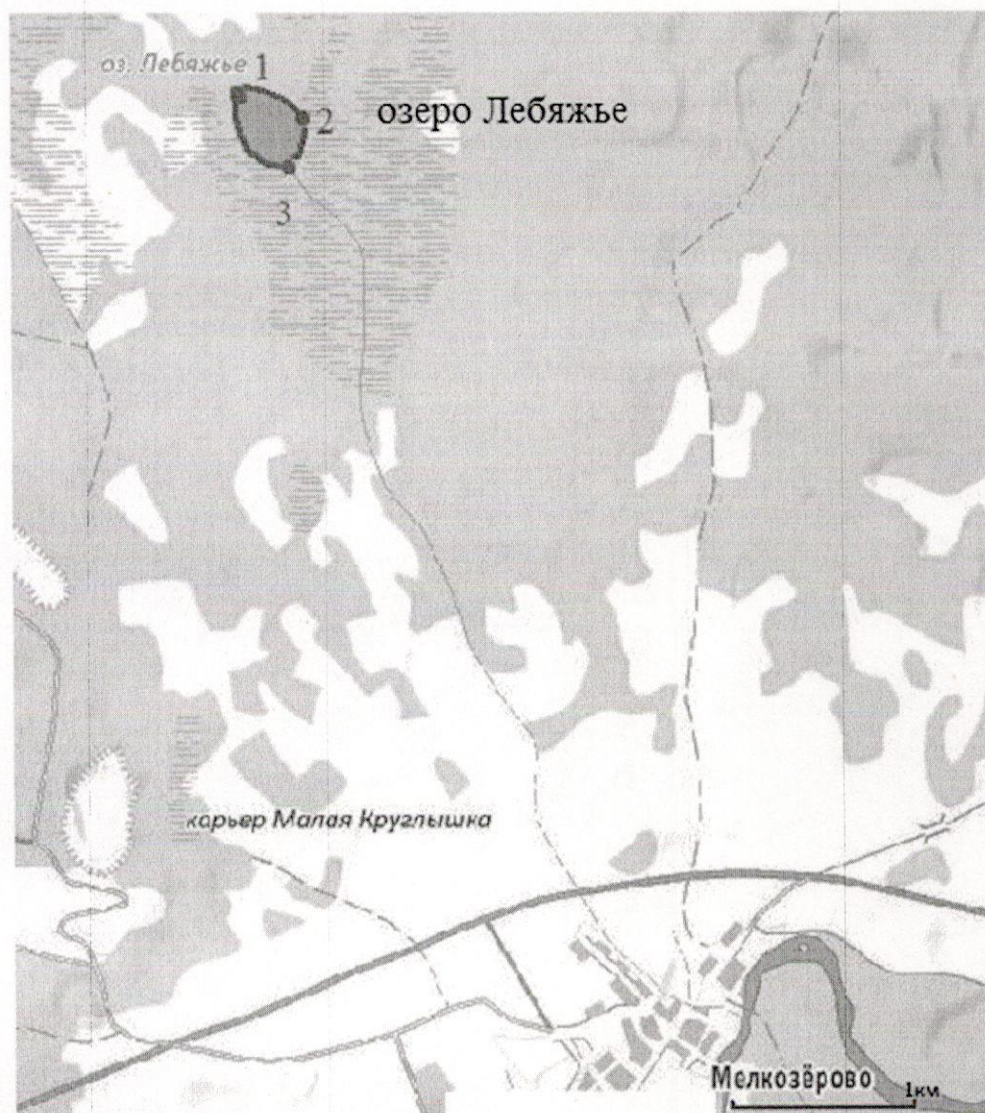 оз. Лебяжье
1
2
озеро Лебяжье
3
карьер Малая Круглышка
Мелкозёрово
1км